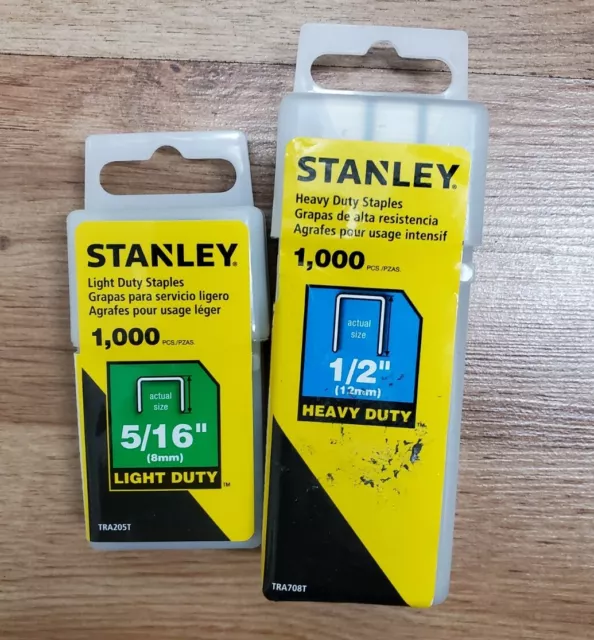 STANLEY®
Light Duty Staples
Grapas para servicio ligero
Agrafes pour usage léger
1,000 PCS./PZAS.
actual
size
5/16"
(8mm)
LIGHT DUTY™
TRA205T
STANLEY®
Heavy Duty Staples
Grapas de alta resistencia
Agrafes pour usage intensif
1,000 PCS./PZAS.
actual
size
1/2"
(12mm)
HEAVY DUTY™
TRA708T